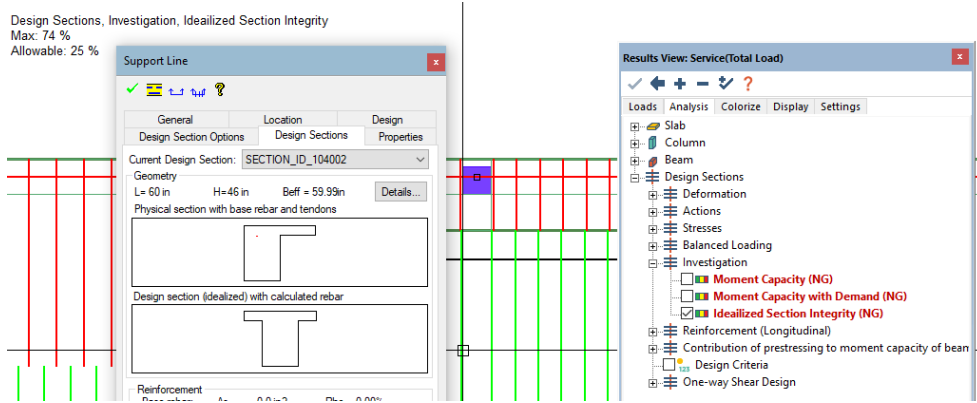 Design Sections, Investigation, Ideailized Section Integrity
Max: 74 %
Allowable: 25 %
Support Line
General Location Design
Design Section Options Design Sections Properties
Current Design Section: SECTION_ID_104002
Geometry
L= 60 in H=46 in Beff = 59.99in Details...
Physical section with base rebar and tendons
Design section (idealized) with calculated rebar
Reinforcement
Results View: Service(Total Load)
Loads Analysis Colorize Display Settings
Slab
Column
Beam
Design Sections
Deformation
Actions
Stresses
Balanced Loading
Investigation
Moment Capacity (NG)
Moment Capacity with Demand (NG)
Ideailized Section Integrity (NG)
Reinforcement (Longitudinal)
Contribution of prestressing to moment capacity of beam
123 Design Criteria
One-way Shear Design